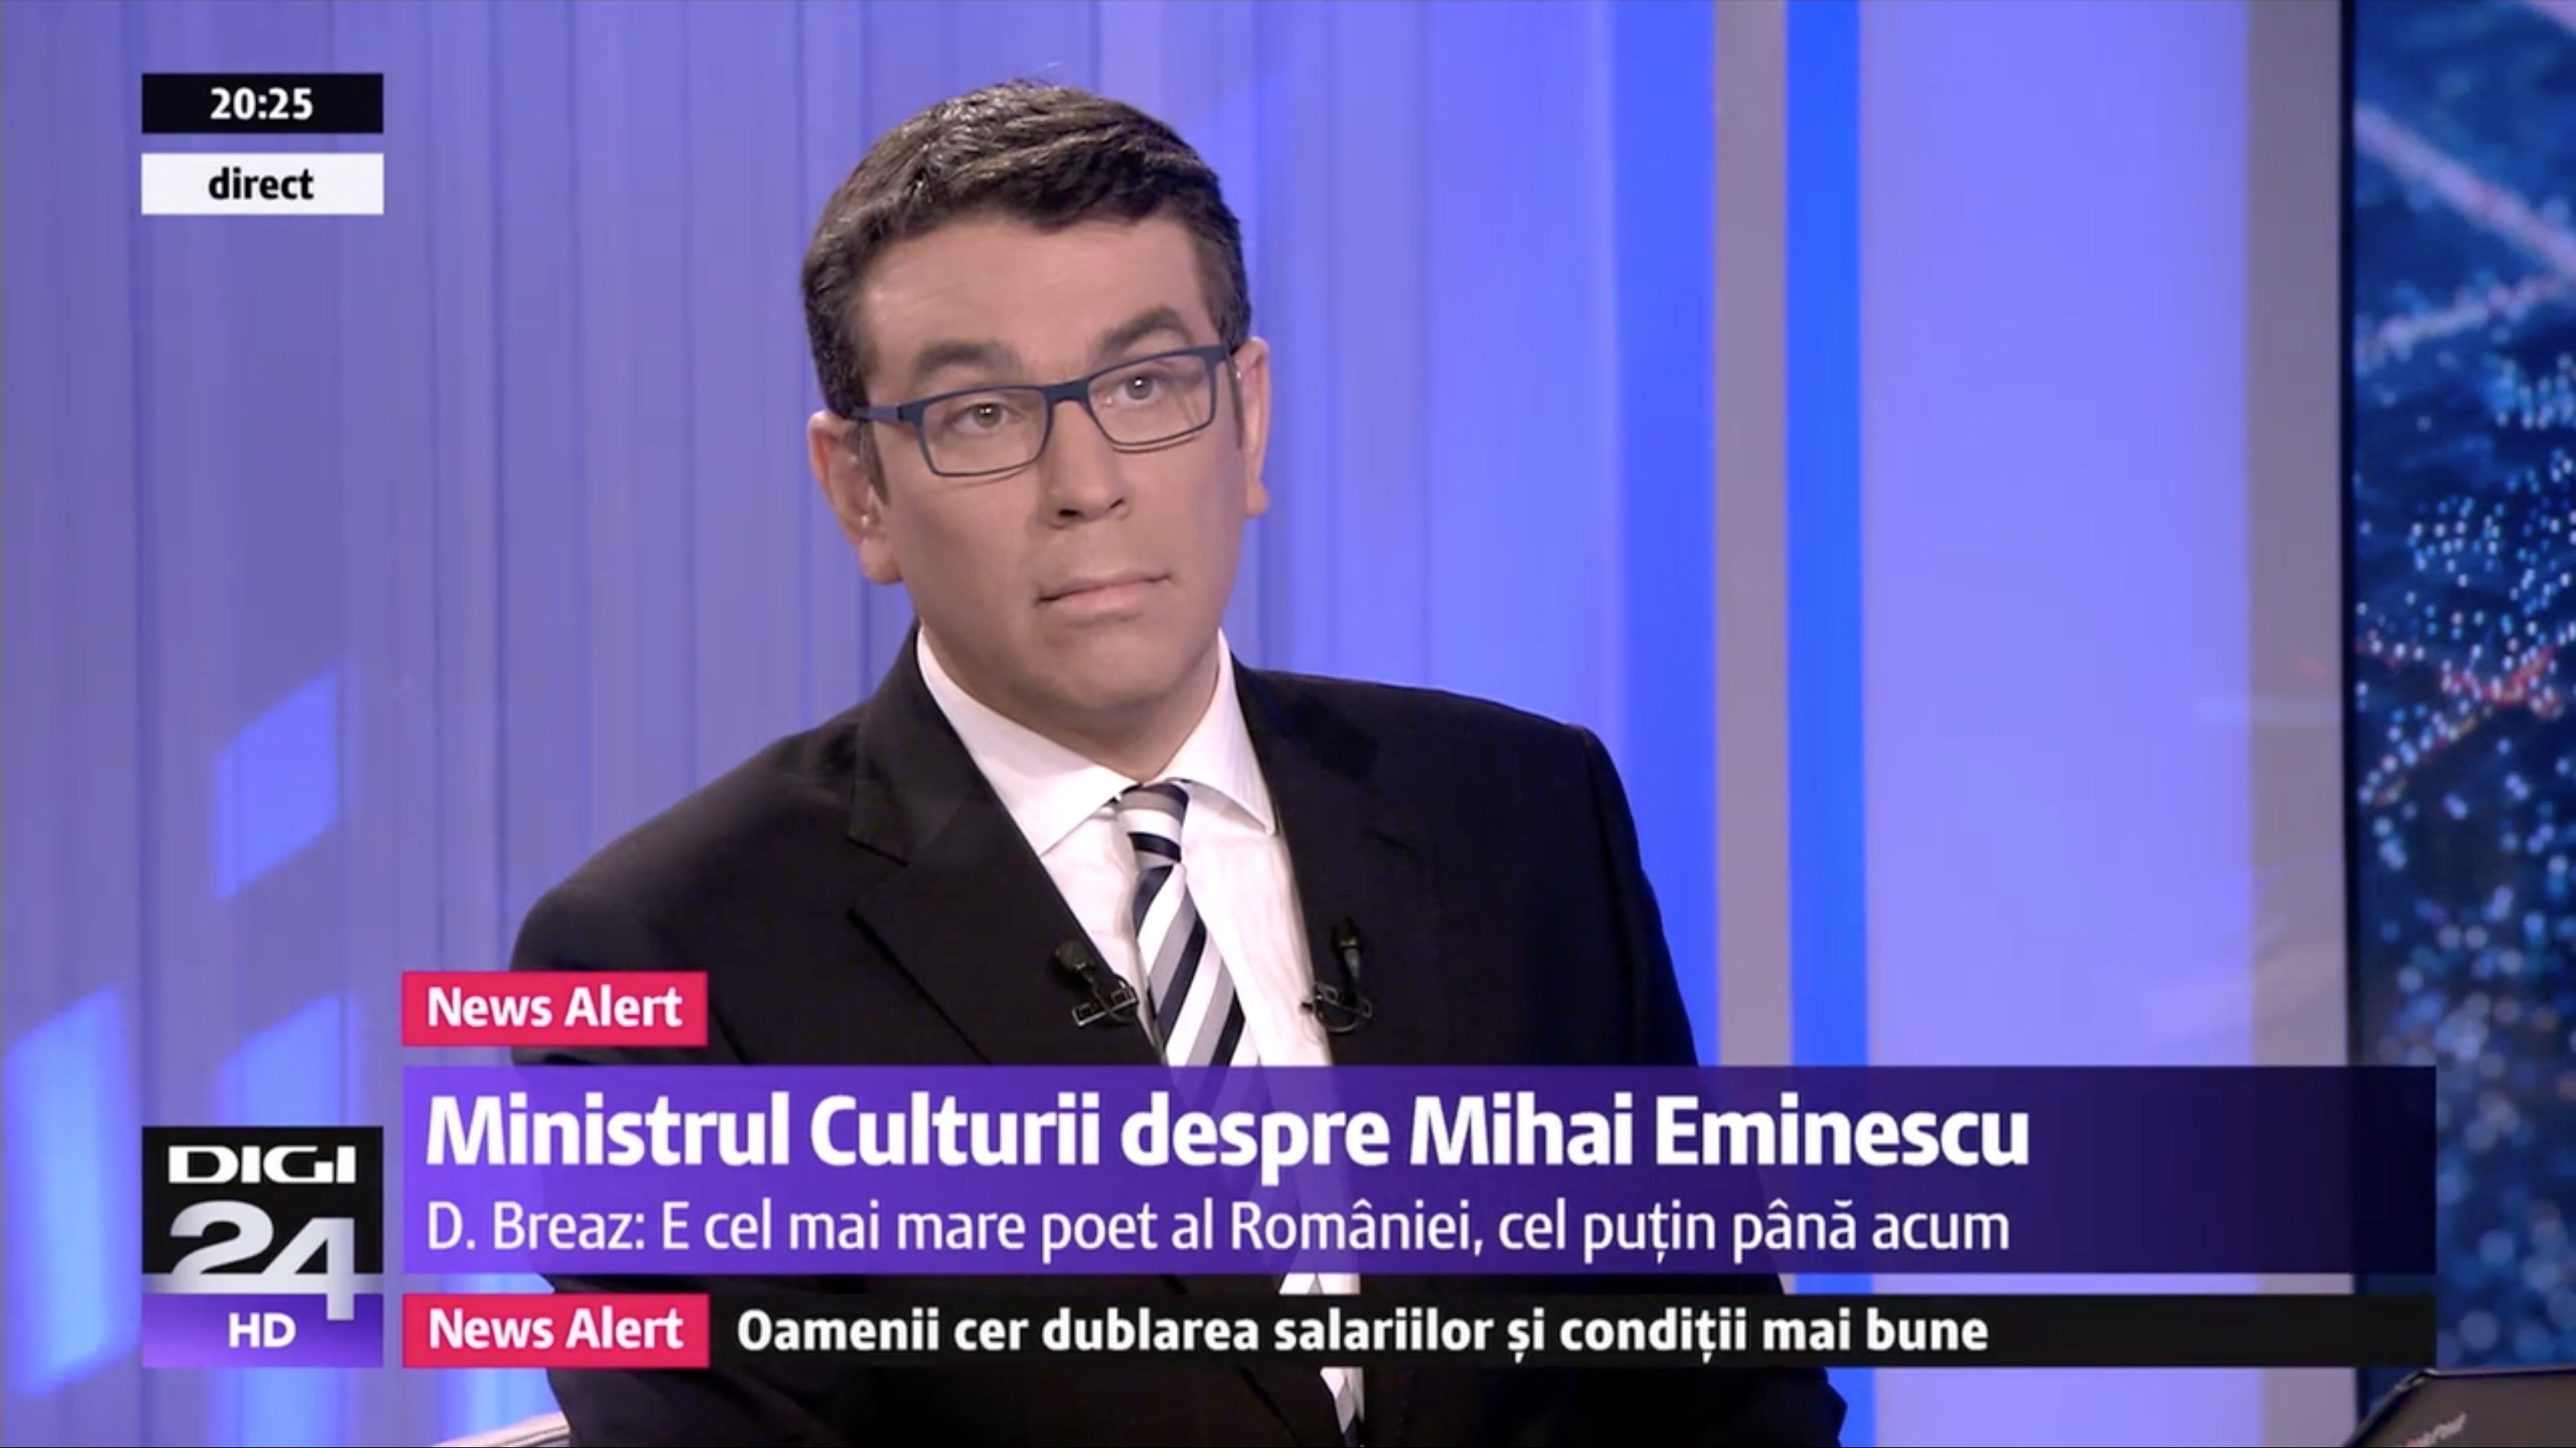 20:25
direct
News Alert
Ministrul Culturii despre Mihai Eminescu
D. Breaz: E cel mai mare poet al României, cel puțin până acum
DIGI
24
HD
News Alert Oamenii cer dublarea salariilor și condiții mai bune